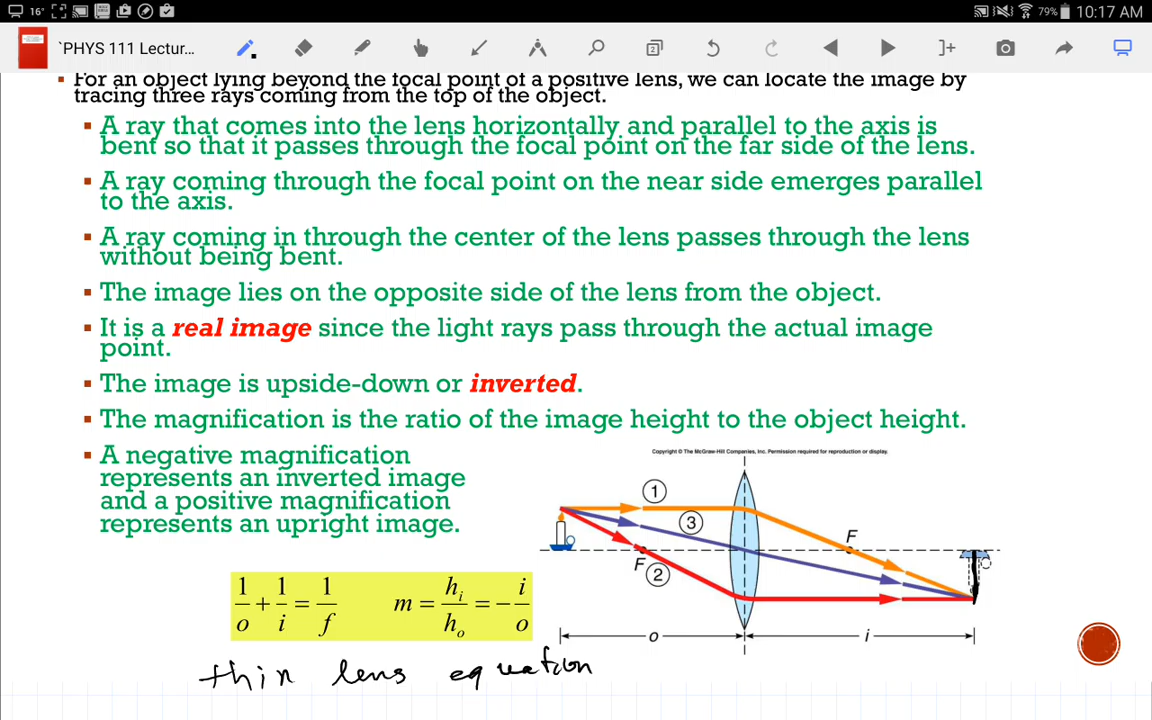 16° 79% 10:17 AM
`PHYS 111 Lectur...
▪ For an object lying beyond the focal point of a positive lens, we can locate the image by
tracing three rays coming from the top of the object.
▪ A ray that comes into the lens horizontally and parallel to the axis is
bent so that it passes through the focal point on the far side of the lens.
▪ A ray coming through the focal point on the near side emerges parallel
to the axis.
▪ A ray coming in through the center of the lens passes through the lens
without being bent.
▪ The image lies on the opposite side of the lens from the object.
▪ It is a real image since the light rays pass through the actual image
point.
▪ The image is upside-down or inverted.
▪ The magnification is the ratio of the image height to the object height.
▪ A negative magnification
represents an inverted image
and a positive magnification
represents an upright image.
Copyright © The McGraw-Hill Companies, Inc. Permission required for reproduction or display.
1
3
F
F
2
o i
1/o + 1/i = 1/f m = hᵢ/hₒ = − i/o
thin lens equation